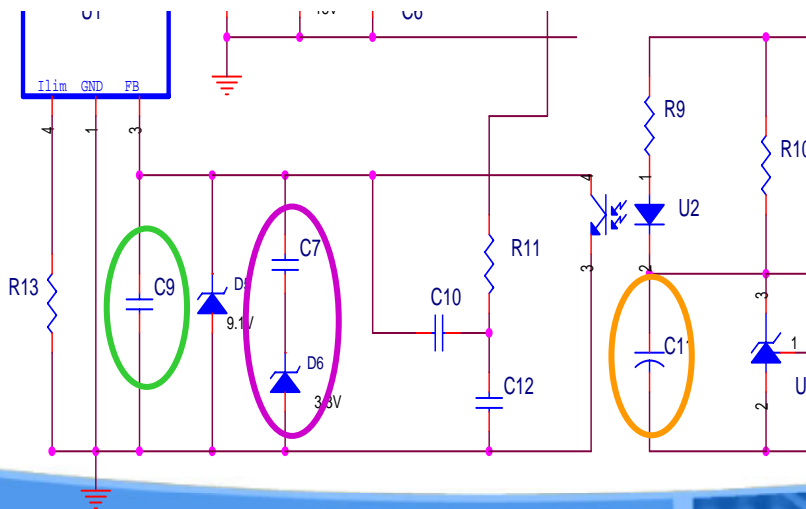 U1
C6
Ilim GND FB
4
1
3
R9
R10
4
1
U2
R11
3
2
R13
C9
D5
9.1V
C7
C10
C11
3
1
D6
3.3V
C12
2
U